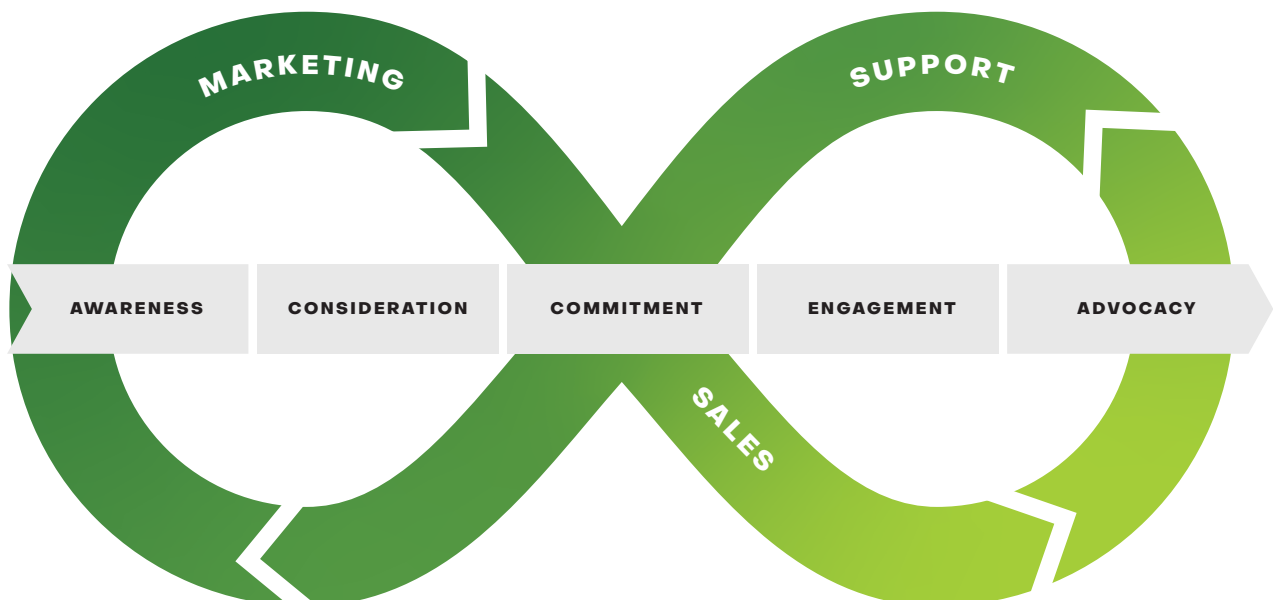 MARKETING
SUPPORT
AWARENESS
CONSIDERATION
COMMITMENT
ENGAGEMENT
ADVOCACY
SALES